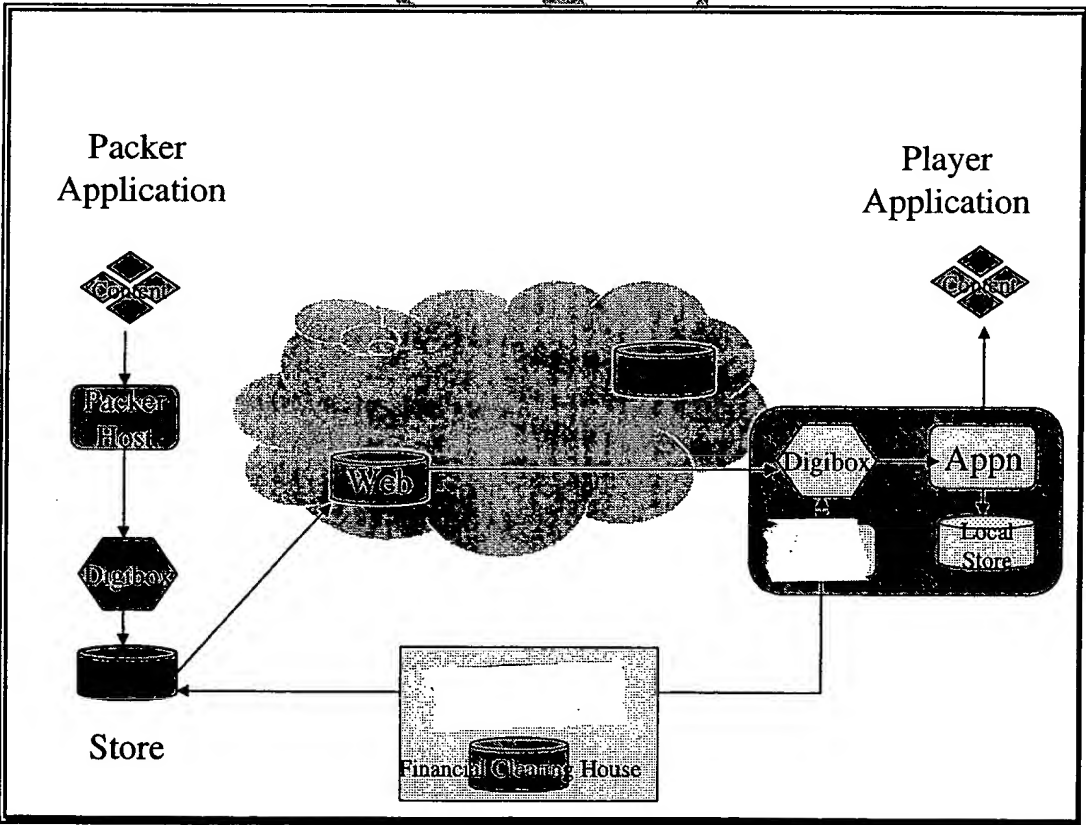 Packer
Application
Player
Application
Content
Content
Packer
Host
Web
Digibox
Appn
Local
Store
Digibox
Store
Financial Clearing House